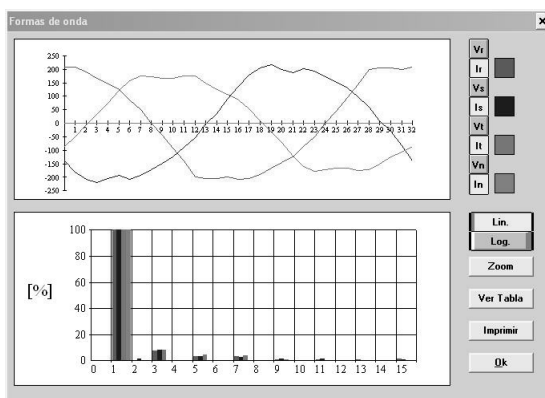 Formas de onda
250
200
150
100
50
0
-50
-100
-150
-200
-250
1 2 3 4 5 6 7 8 9 10 11 12 13 14 15 16 17 18 19 20 21 22 23 24 25 26 27 28 29 30 31 32
Vr
Ir
Vs
Is
Vt
It
Vn
In
[%]
100
80
60
40
20
0
0 1 2 3 4 5 6 7 8 9 10 11 12 13 14 15
Lin.
Log.
Zoom
Ver Tabla
Imprimir
Ok